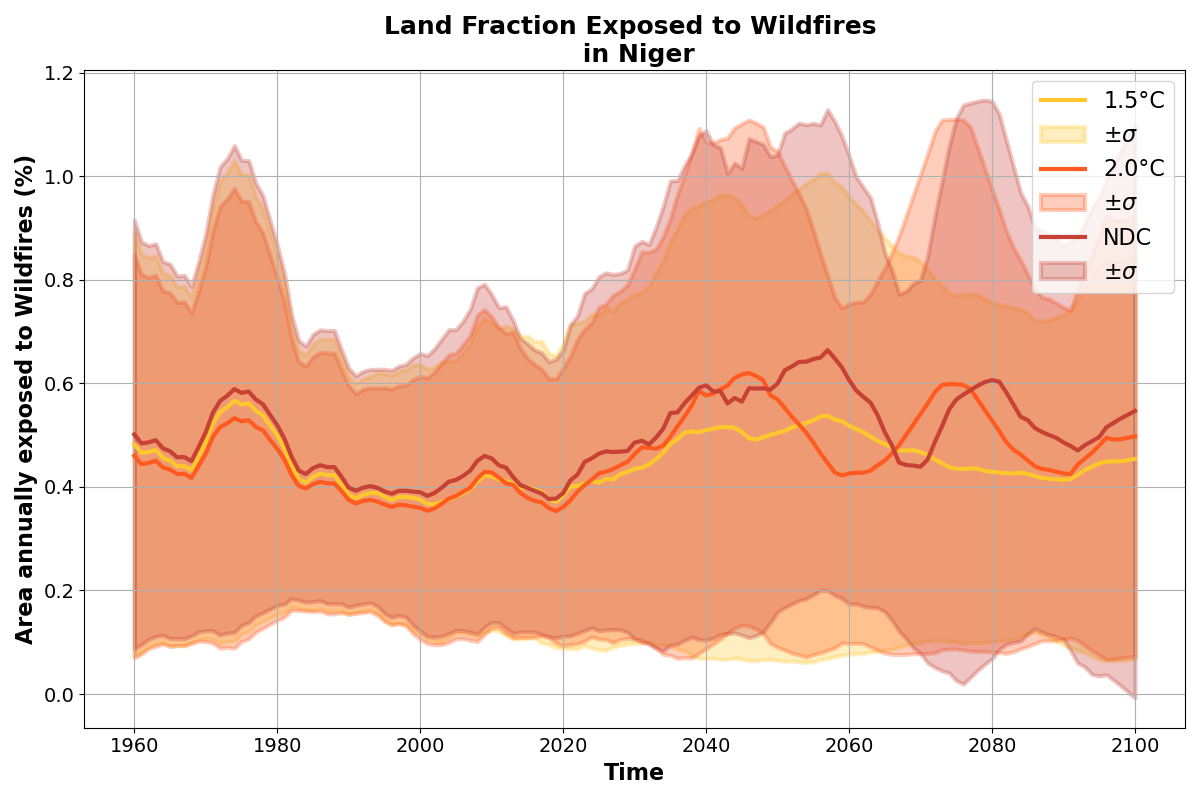 Land Fraction Exposed to Wildfires
in Niger
Area annually exposed to Wildfires (%)
1.2
1.0
0.8
0.6
0.4
0.2
0.0
1.5°C
±σ
2.0°C
±σ
NDC
±σ
1960
1980
2000
2020
2040
2060
2080
2100
Time